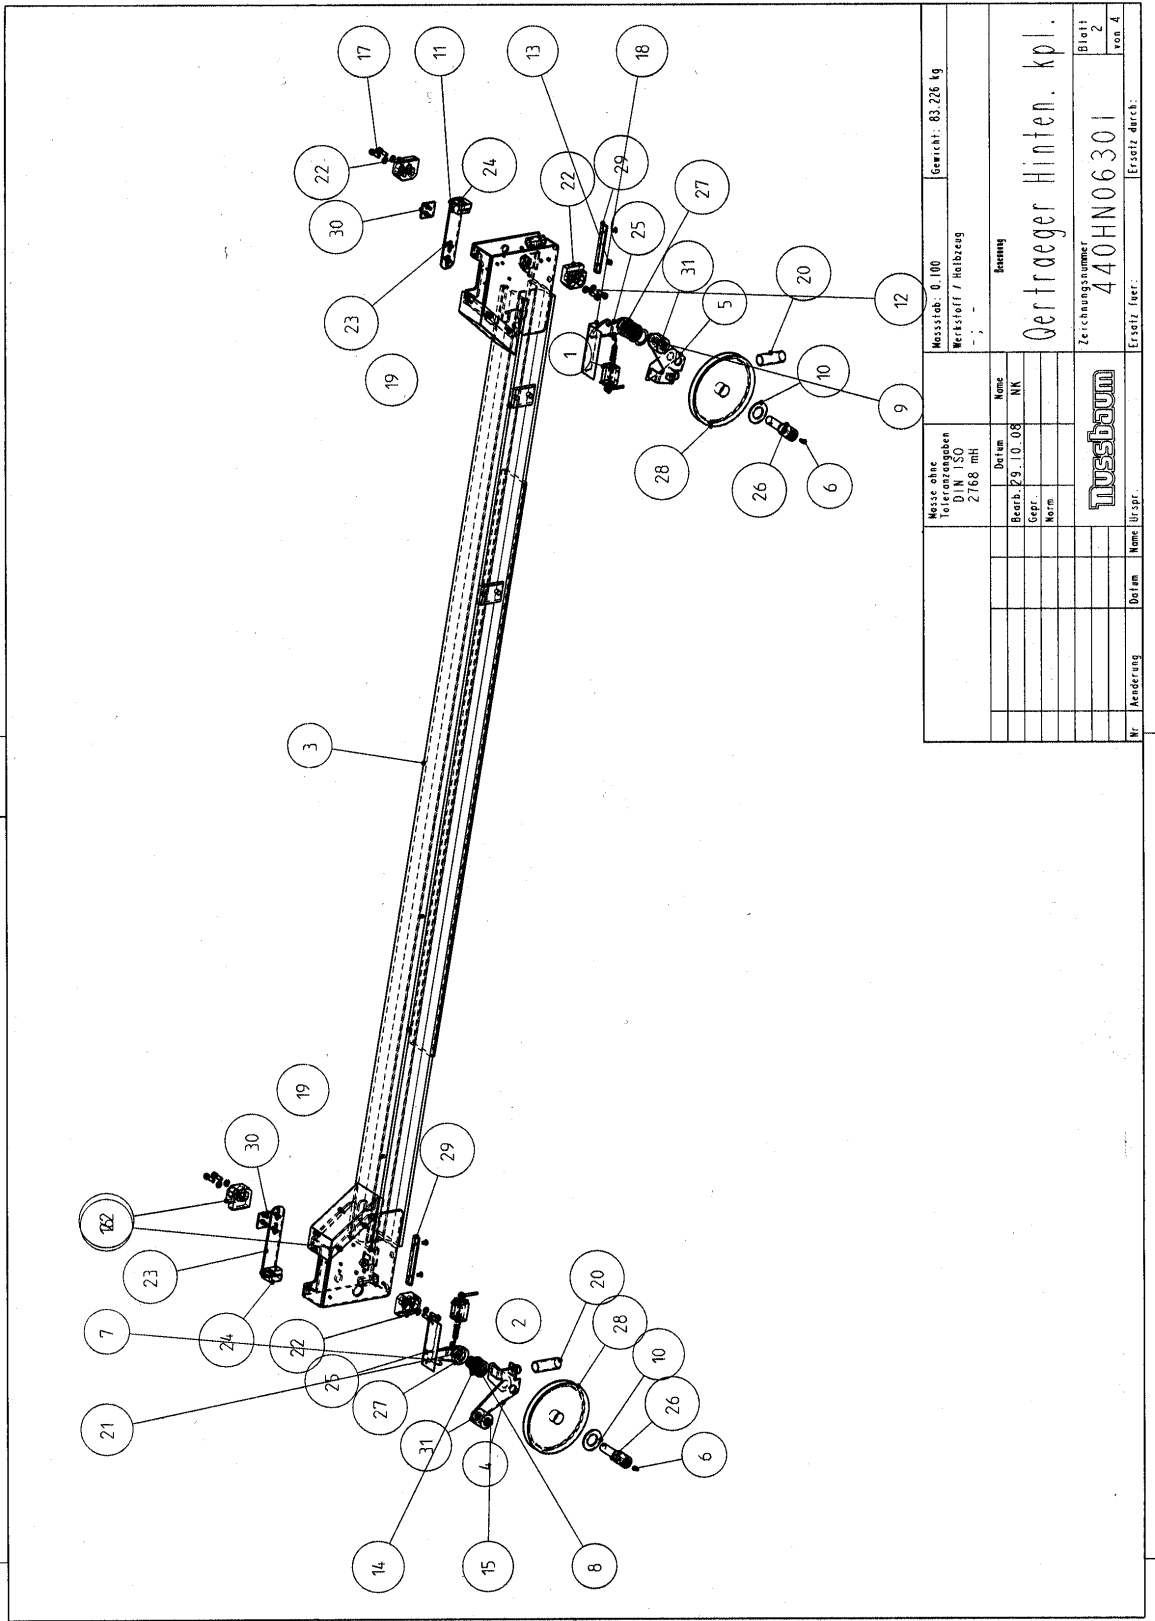 17
11
13
18
22
24
30
22
29
23
25
27
31
20
19
1
5
12
10
9
28
26
6
3
19
30
29
23
7
24
22
2
20
25
28
21
27
10
31
26
4
6
14
15
8
Masse ohne
Toleranzangaben
DIN ISO
2768 mH
Massstab: 0.100
Gewicht: 83.226 kg
Werkstoff / Halbzeug
- ; -
Datum
Name
Bearb.
29.10.08
NK
Gepr.
Norm
Benennung
Qertraeger Hinten. kpl.
nussbaum
Zeichnungsnummer
440HN06301
Blatt
2
von 4
Nr
Aenderung
Datum
Name
Urspr.
Ersatz fuer:
Ersatz durch: